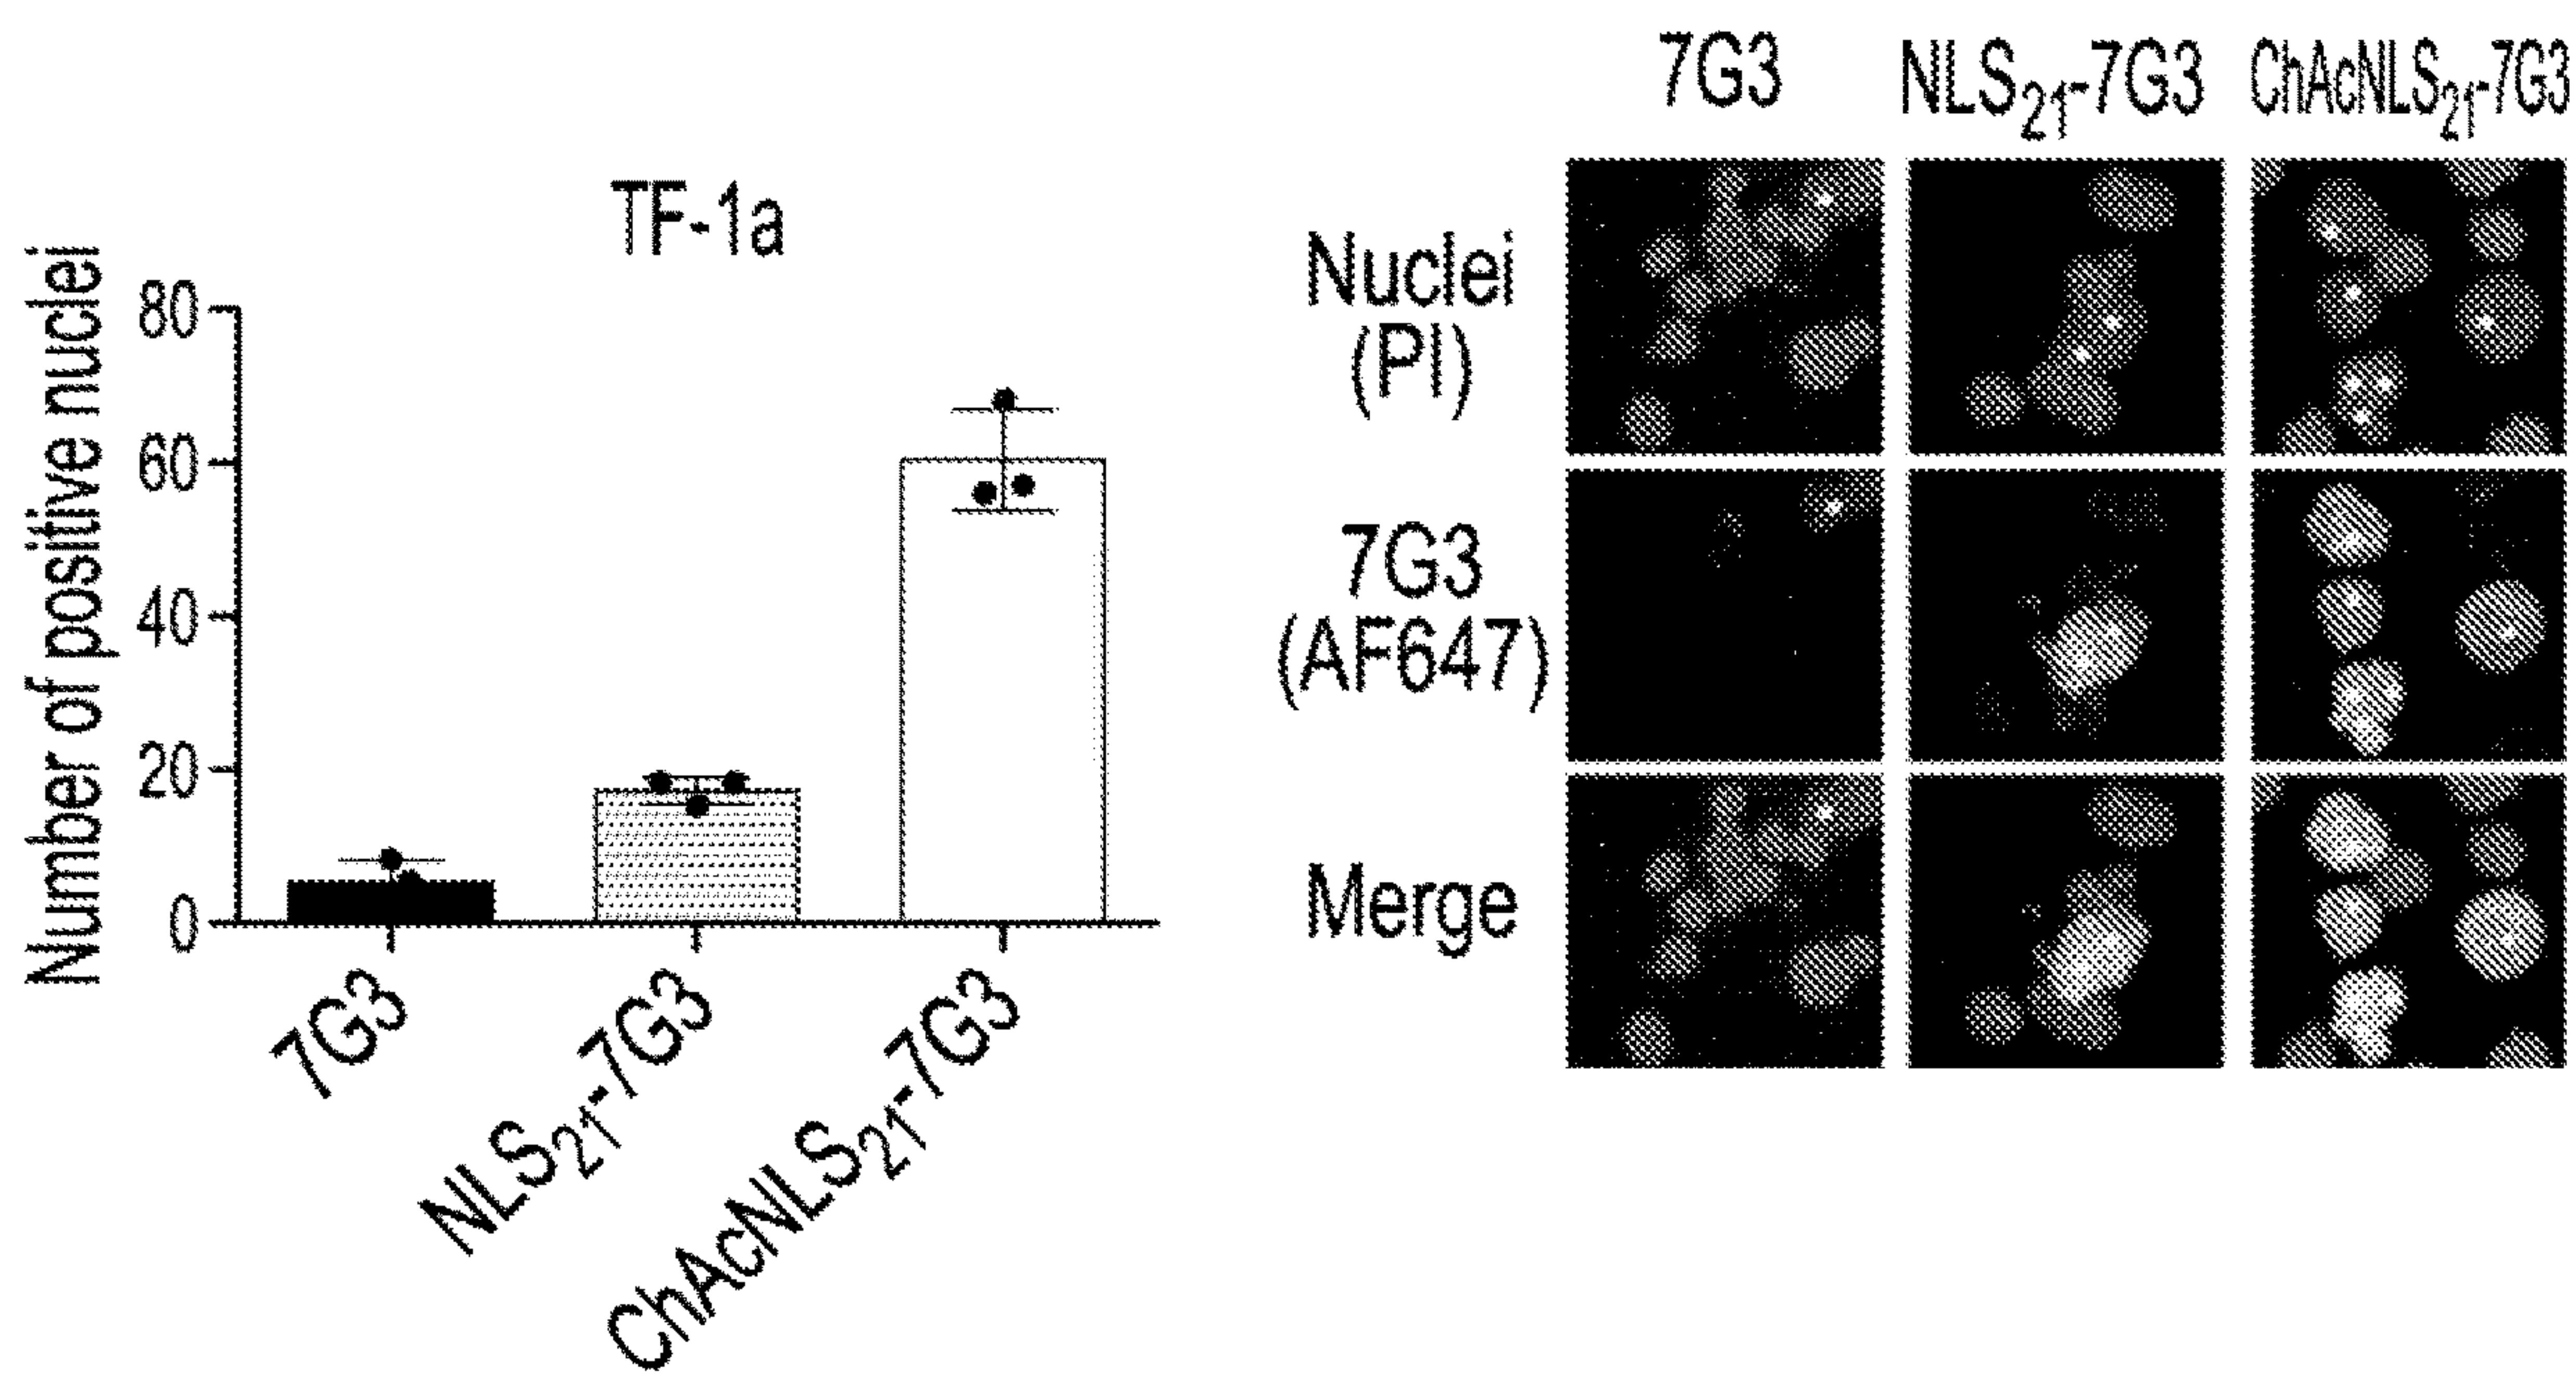 TF-1a
Number of positive nuclei
80
60
40
20
0
7G3
NLS21-7G3
ChAcNLS21-7G3
7G3
NLS21-7G3
ChAcNLS21-7G3
Nuclei
(PI)
7G3
(AF647)
Merge